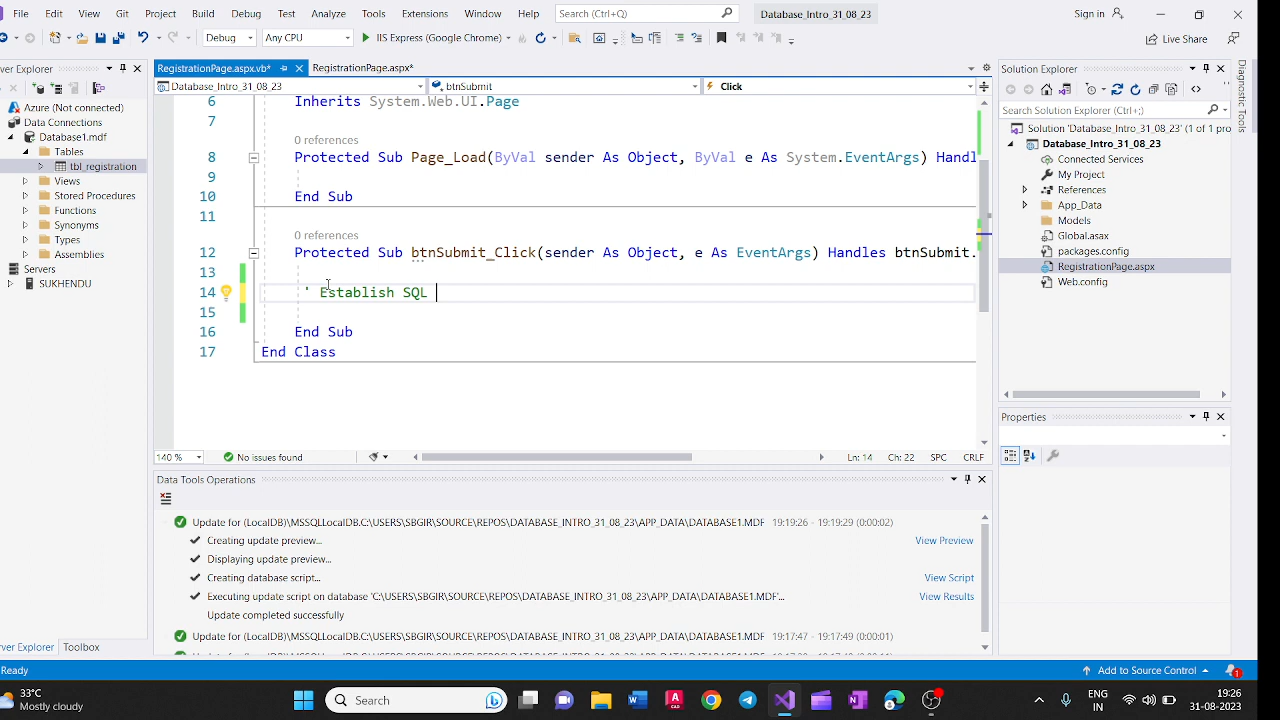 File Edit View Git Project Build Debug Test Analyze Tools Extensions Window Help Search (Ctrl+Q) Database_Intro_31_08_23 Sign in
Debug Any CPU IIS Express (Google Chrome) Live Share
RegistrationPage.aspx.vb* RegistrationPage.aspx*
Database_Intro_31_08_23 btnSubmit Click
Azure (Not connected)
Data Connections
Database1.mdf
Tables
tbl_registration
Views
Stored Procedures
Functions
Synonyms
Types
Assemblies
Servers
SUKHENDU
6 Inherits System.Web.UI.Page
7
0 references
8 Protected Sub Page_Load(ByVal sender As Object, ByVal e As System.EventArgs) Handl
9
10 End Sub
11
0 references
12 Protected Sub btnSubmit_Click(sender As Object, e As EventArgs) Handles btnSubmit.
13
14 ' Establish SQL
15
16 End Sub
17 End Class
140 % No issues found Ln: 14 Ch: 22 SPC CRLF
Data Tools Operations
Update for (LocalDB)\MSSQLLocalDB.C:\USERS\SBGIR\SOURCE\REPOS\DATABASE_INTRO_31_08_23\APP_DATA\DATABASE1.MDF 19:19:26 - 19:19:29 (0:00:02)
Creating update preview... View Preview
Displaying update preview...
Creating database script... View Script
Executing update script on database 'C:\USERS\SBGIR\SOURCE\REPOS\DATABASE_INTRO_31_08_23\APP_DATA\DATABASE1.MDF'... View Results
Update completed successfully
Update for (LocalDB)\MSSQLLocalDB.C:\USERS\SBGIR\SOURCE\REPOS\DATABASE_INTRO_31_08_23\APP_DATA\DATABASE1.MDF 19:17:47 - 19:17:49 (0:00:01)
Solution Explorer
Search Solution Explorer (Ctrl+;)
Solution 'Database_Intro_31_08_23' (1 of 1 pro
Database_Intro_31_08_23
Connected Services
My Project
References
App_Data
Models
Global.asax
packages.config
RegistrationPage.aspx
Web.config
Properties
Diagnostic Tools
Explorer Toolbox
Ready Add to Source Control 1
33°C
Mostly cloudy
Search
ENG
IN
19:26
31-08-2023